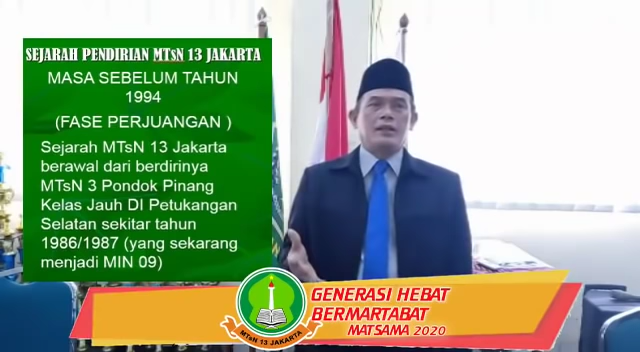 SEJARAH PENDIRIAN MTsN 13 JAKARTA
MASA SEBELUM TAHUN
1994
(FASE PERJUANGAN )
Sejarah MTsN 13 Jakarta
berawal dari berdirinya
MTsN 3 Pondok Pinang
Kelas Jauh DI Petukangan
Selatan sekitar tahun
1986/1987 (yang sekarang
menjadi MIN 09)
GENERASI HEBAT
BERMARTABAT
MATSAMA 2020
MTsN 13 JAKARTA